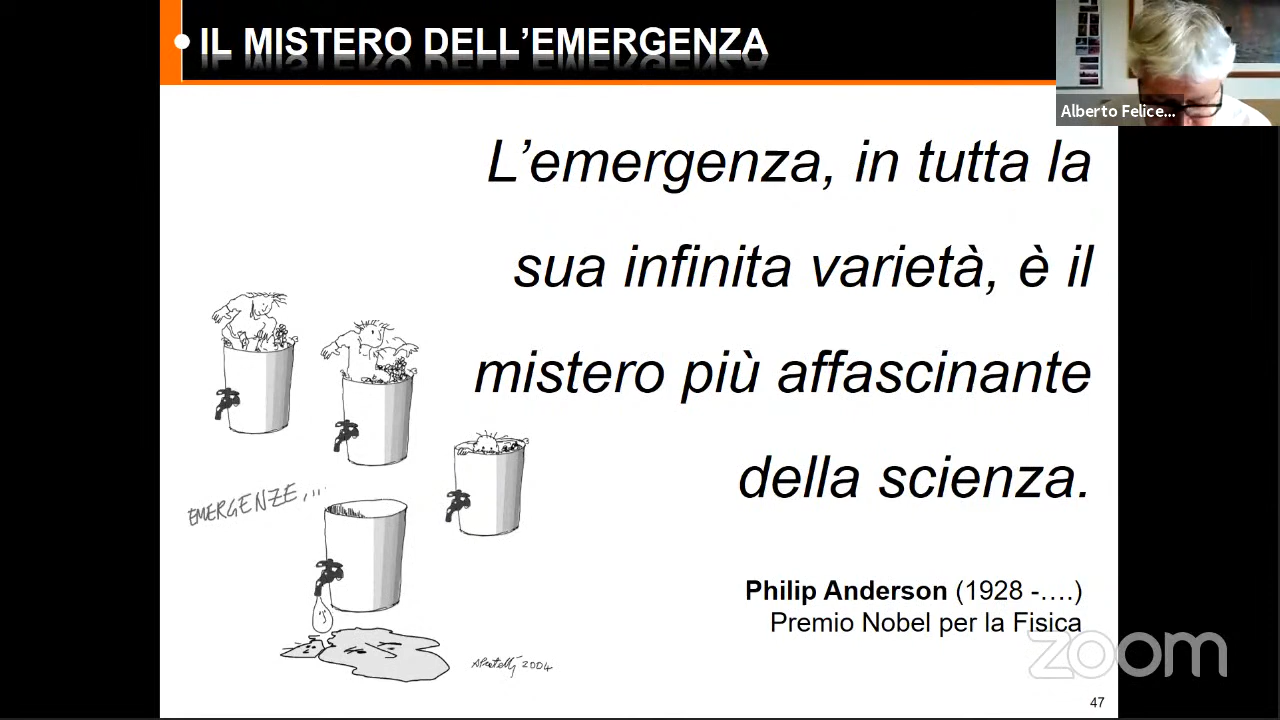 IL MISTERO DELL’EMERGENZA
Alberto Felice...
L’emergenza, in tutta la
sua infinita varietà, è il
mistero più affascinante
della scienza.
EMERGENZE,...
Philip Anderson (1928 -….)
Premio Nobel per la Fisica
2004
zoom
47